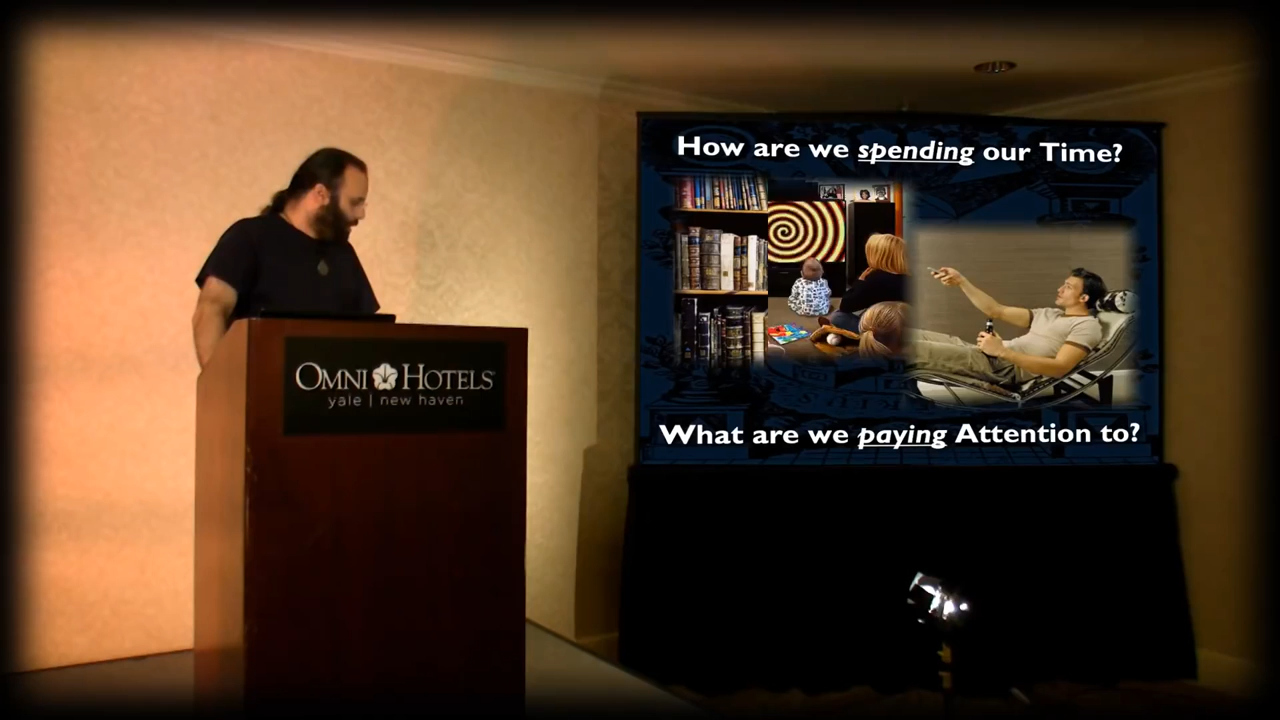 How are we spending our Time?
What are we paying Attention to?
OMNI HOTELS
yale | new haven